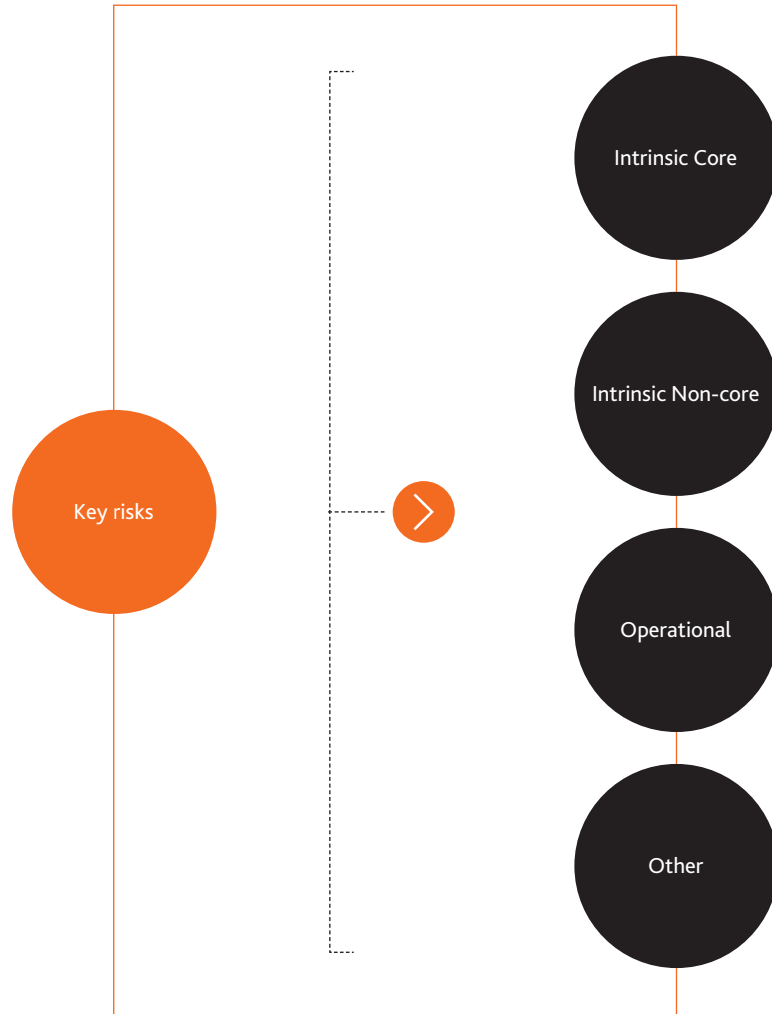 Intrinsic Core
Intrinsic Non-core
Key risks
Operational
Other